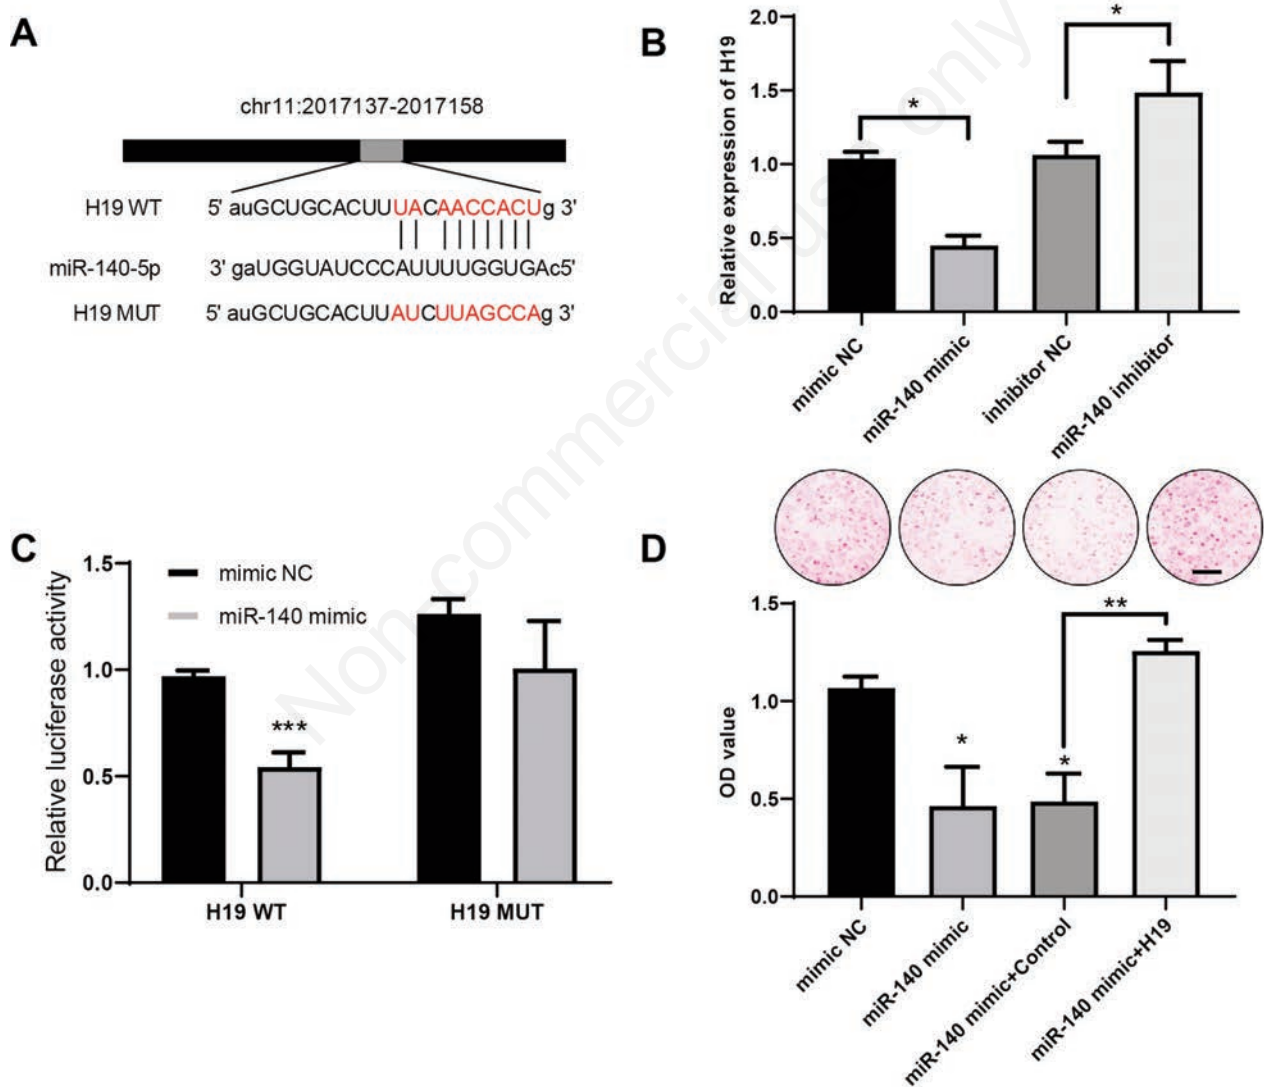 A
chr11:2017137-2017158
H19 WT 5' auGCUGCACUUUACAACCACUg 3'
miR-140-5p 3' gaUGGUAUCCCAUUUUGGUGAc5'
H19 MUT 5' auGCUGCACUUAUCUUAGCCAg 3'
B
Relative expression of H19
2.0
1.5
1.0
0.5
0.0
*
*
mimic NC
miR-140 mimic
inhibitor NC
miR-140 inhibitor
C
Relative luciferase activity
1.5
1.0
0.5
0.0
mimic NC
miR-140 mimic
***
H19 WT
H19 MUT
D
OD value
1.5
1.0
0.5
0.0
*
*
**
mimic NC
miR-140 mimic
miR-140 mimic+Control
miR-140 mimic+H19
Non-commercial use only